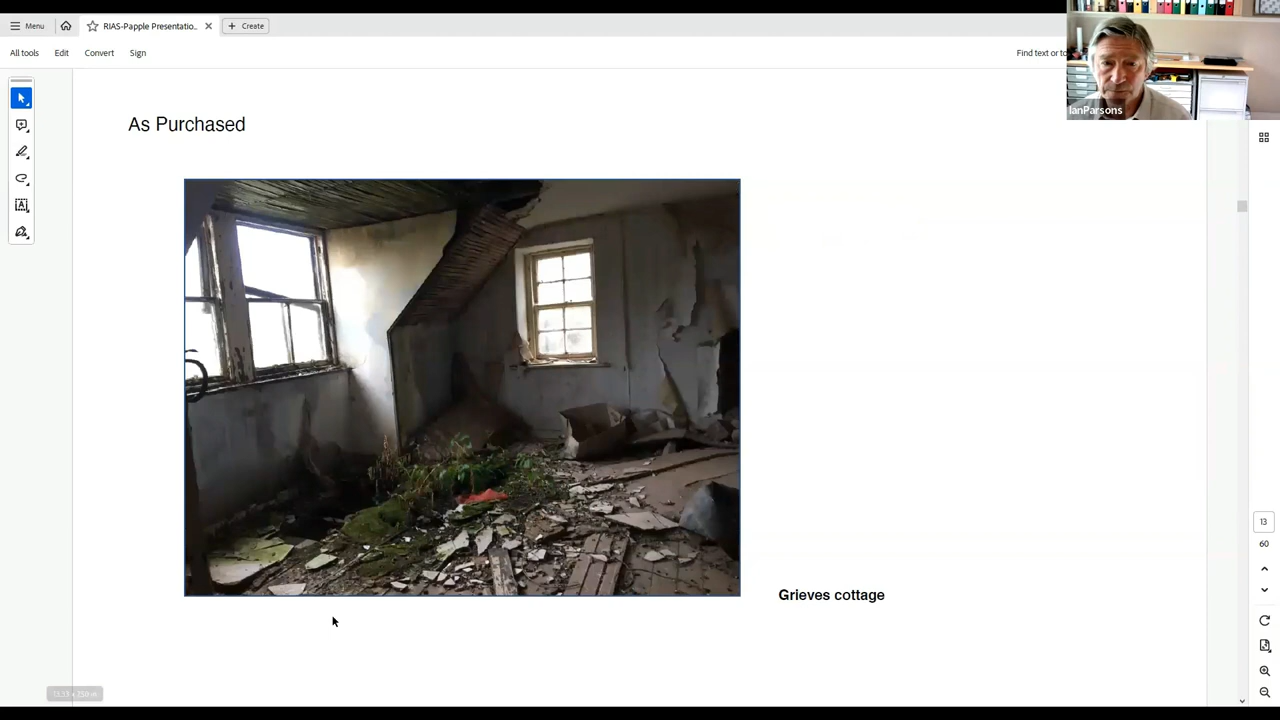 Menu
RIAS-Papple Presentatio..
Create
All tools
Edit
Convert
Sign
Find text or to
IanParsons
As Purchased
Grieves cottage
13
60